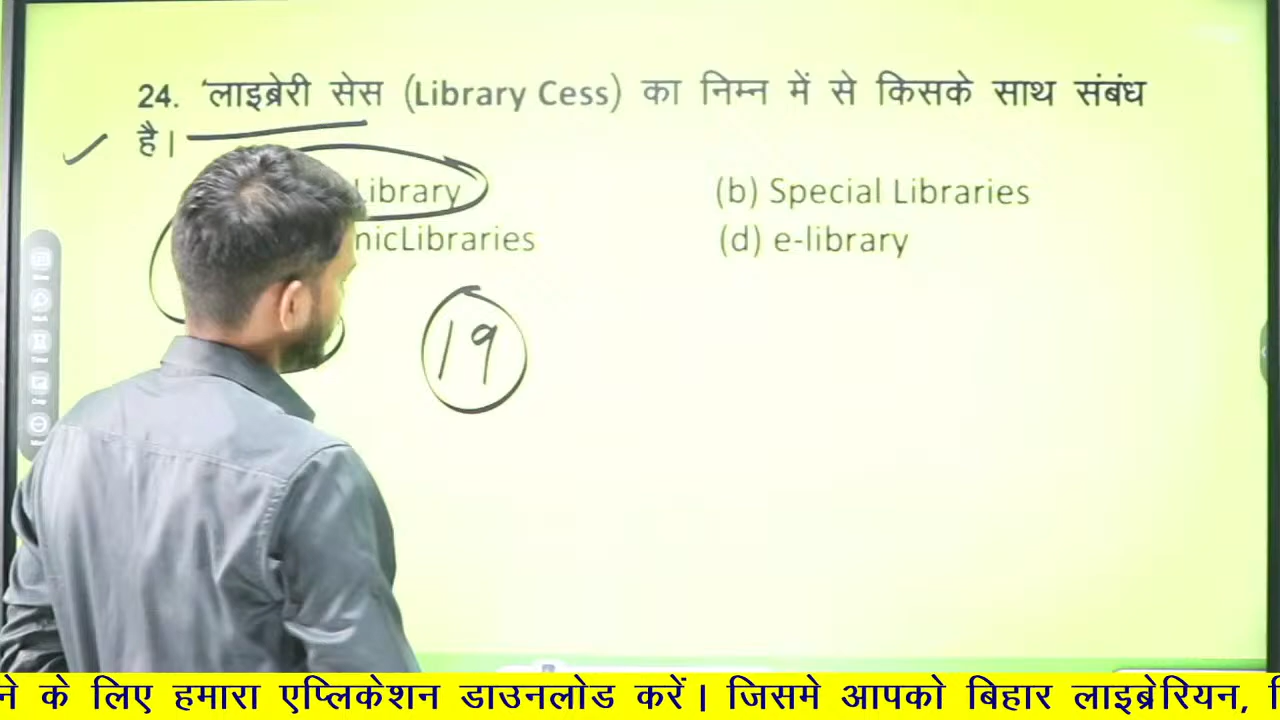 24. 'लाइब्रेरी सेस (Library Cess) का निम्न में से किसके साथ संबंध
है।
Library
(b) Special Libraries
nicLibraries
(d) e-library
19
ने के लिए हमारा एप्लिकेशन डाउनलोड करें। जिसमे आपको बिहार लाइब्रेरियन,